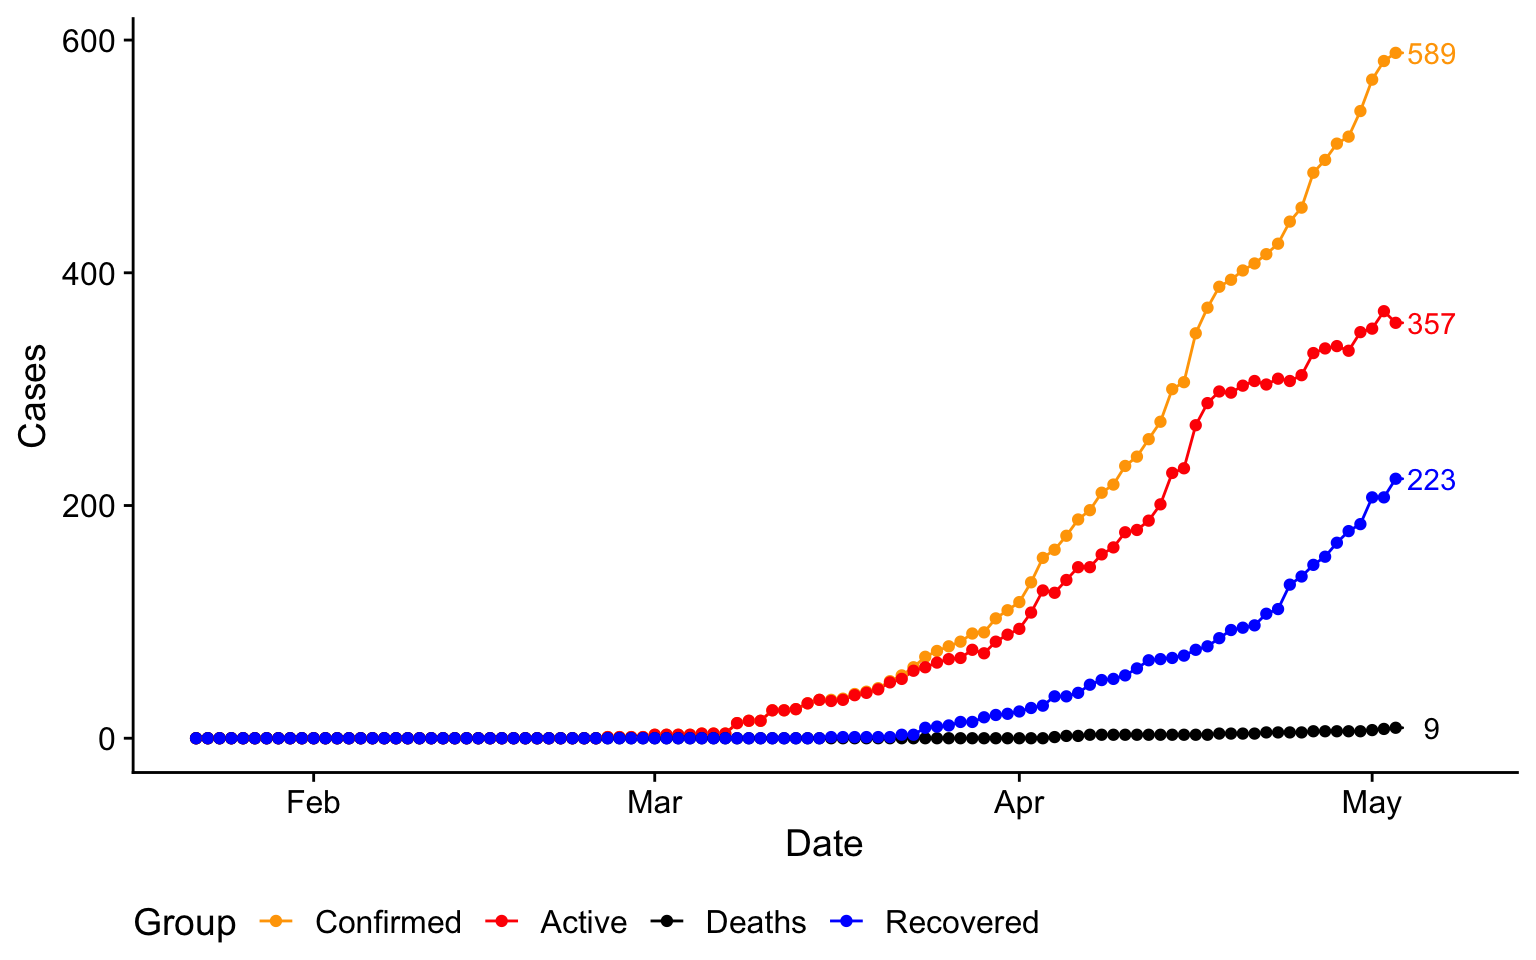 600
400
200
0
Cases
589
357
223
9
Feb Mar Apr May
Date
Group Confirmed Active Deaths Recovered